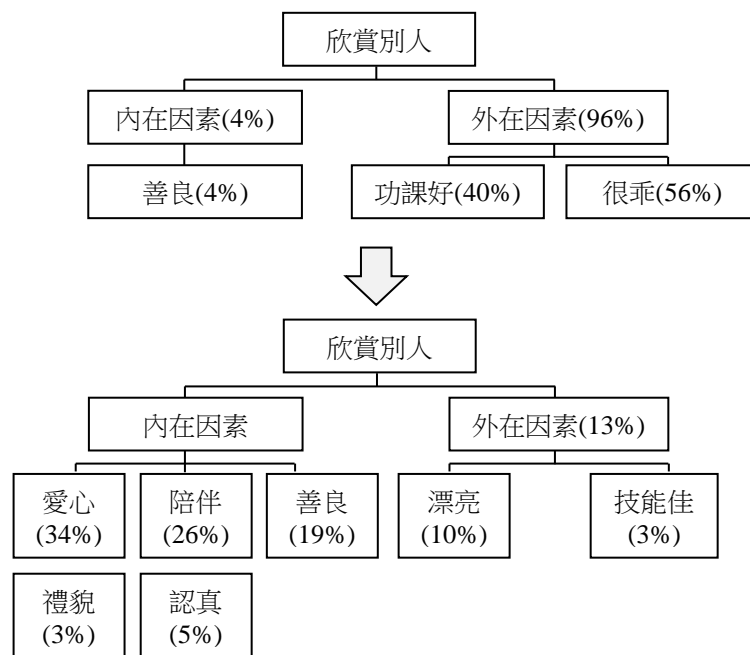 欣賞別人
內在因素(4%)
外在因素(96%)
善良(4%)
功課好(40%)
很乖(56%)
欣賞別人
內在因素
外在因素(13%)
愛心
(34%)
陪伴
(26%)
善良
(19%)
漂亮
(10%)
技能佳
(3%)
禮貌
(3%)
認真
(5%)